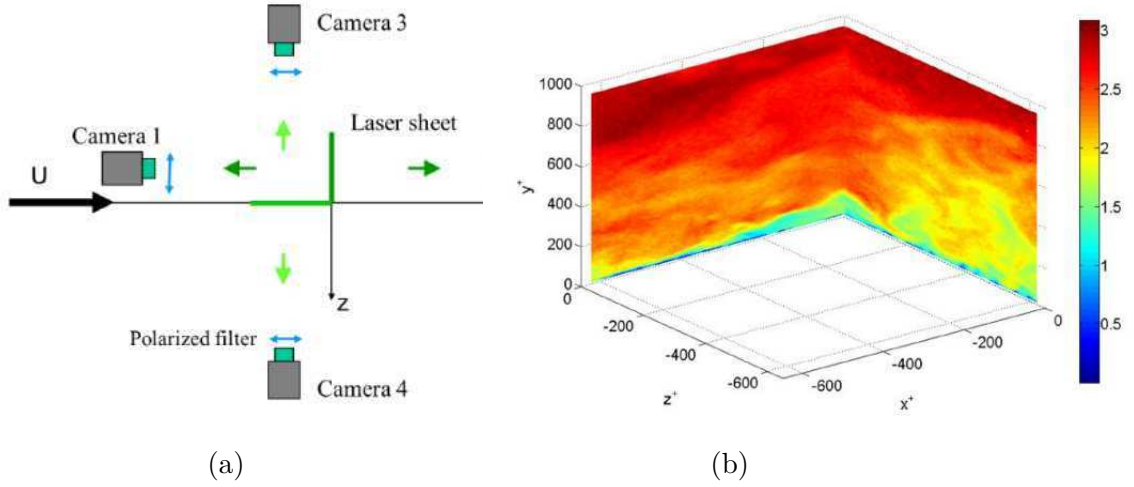 Camera 3
Camera 1
Laser sheet
U
z
Polarized filter
Camera 4
(a)
1000
800
600
400
200
0
y+
0
-200
-400
-600
z+
-600
-400
-200
0
x+
3
2.5
2
1.5
1
0.5
(b)